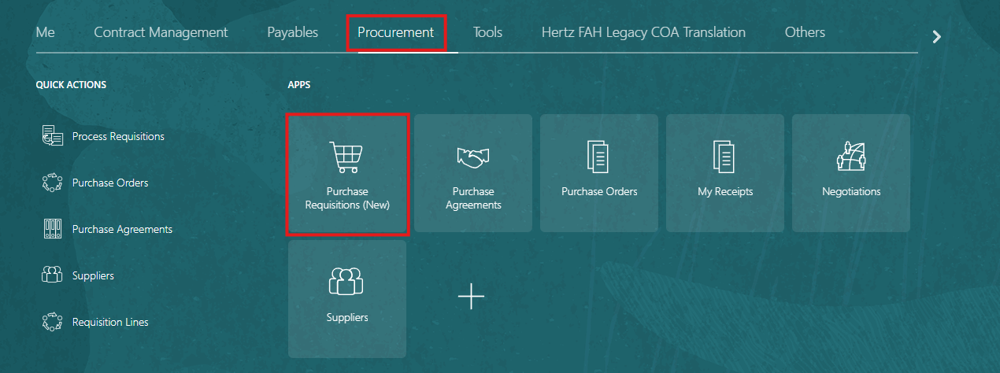 Me
Contract Management
Payables
Procurement
Tools
Hertz FAH Legacy COA Translation
Others
QUICK ACTIONS
Process Requisitions
Purchase Orders
Purchase Agreements
Suppliers
Requisition Lines
APPS
Purchase
Requisitions (New)
Purchase
Agreements
Purchase Orders
My Receipts
Negotiations
Suppliers